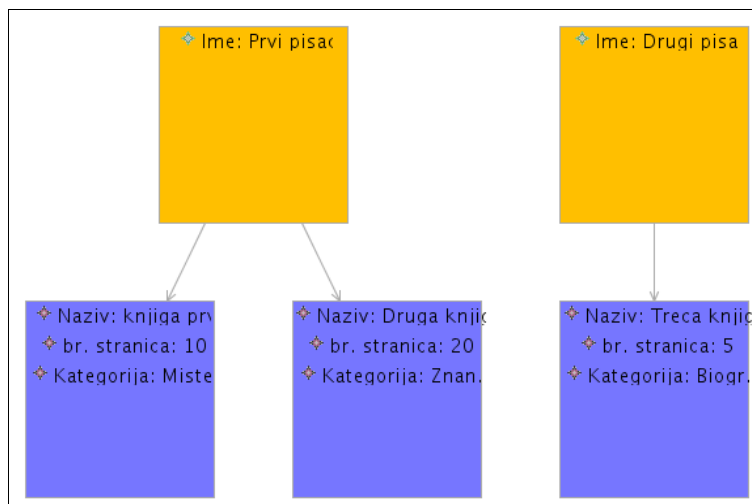 Ime: Prvi pisac
Ime: Drugi pisa
Naziv: knjiga prv
br. stranica: 10
Kategorija: Miste
Naziv: Druga knjig
br. stranica: 20
Kategorija: Znan...
Naziv: Treca knjig
br. stranica: 5
Kategorija: Biogr...